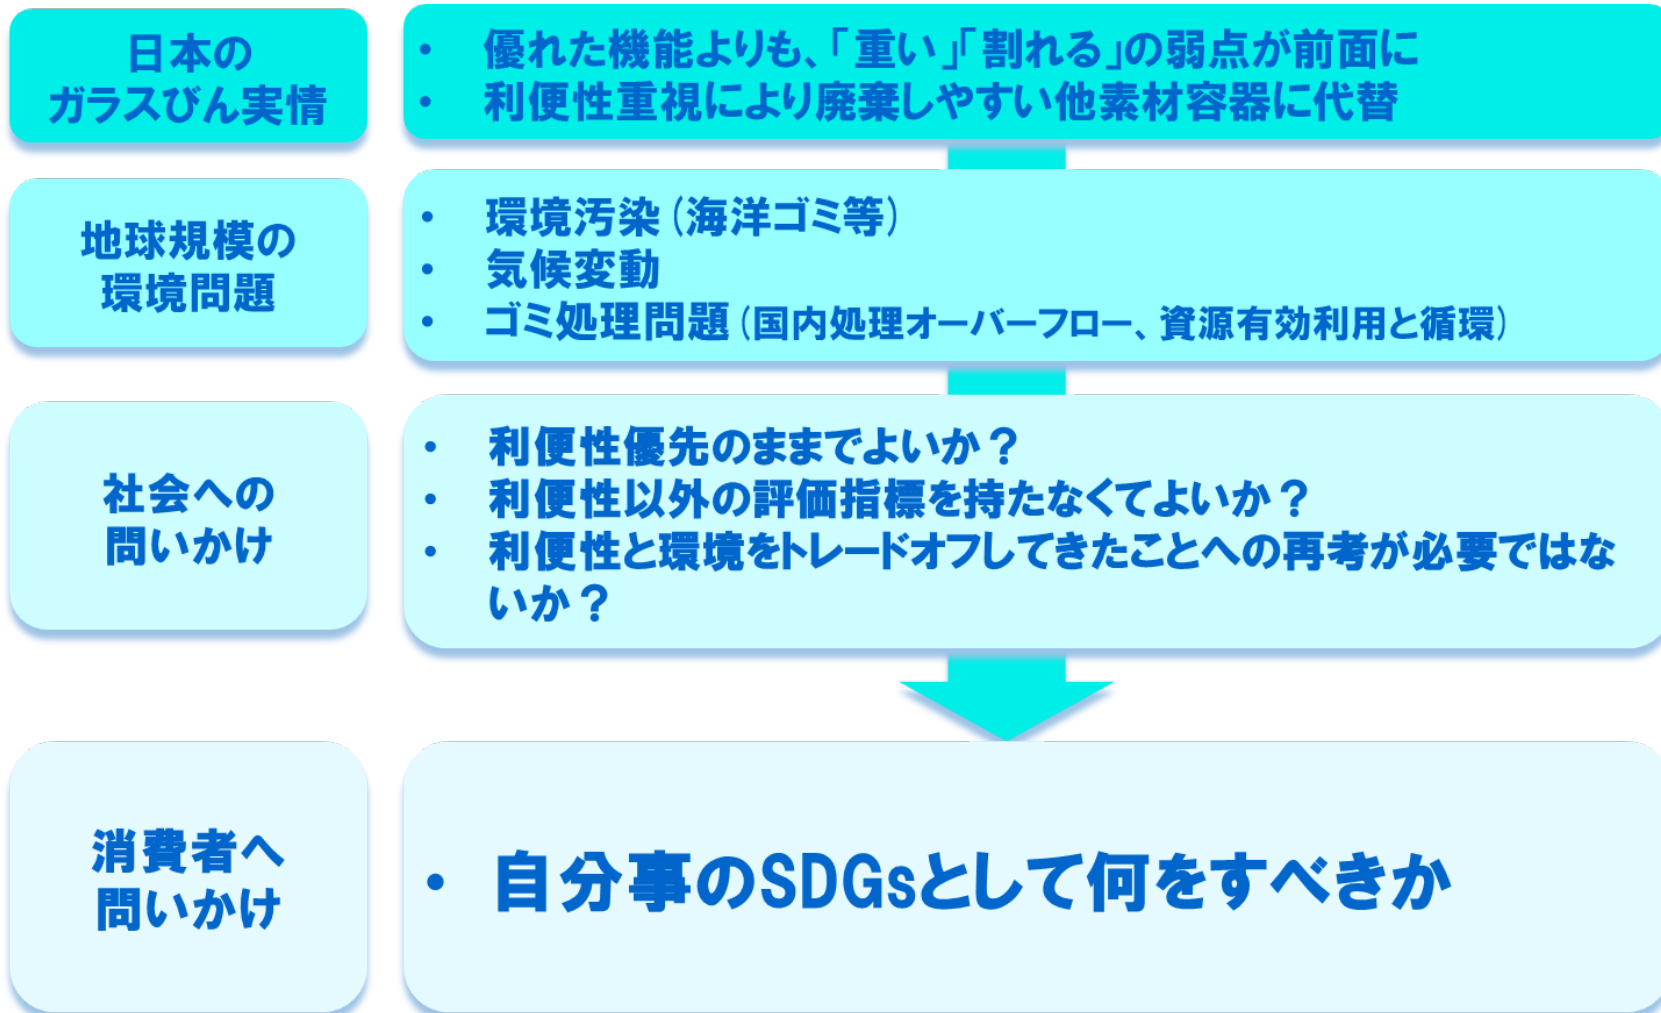 日本の
ガラスびん実情
• 優れた機能よりも、「重い」「割れる」の弱点が前面に
• 利便性重視により廃棄しやすい他素材容器に代替
地球規模の
環境問題
• 環境汚染(海洋ゴミ等)
• 気候変動
• ゴミ処理問題(国内処理オーバーフロー、資源有効利用と循環)
社会への
問いかけ
• 利便性優先のままでよいか?
• 利便性以外の評価指標を持たなくてよいか?
• 利便性と環境をトレードオフしてきたことへの再考が必要ではな
いか?
消費者へ
問いかけ
• 自分事のSDGsとして何をすべきか